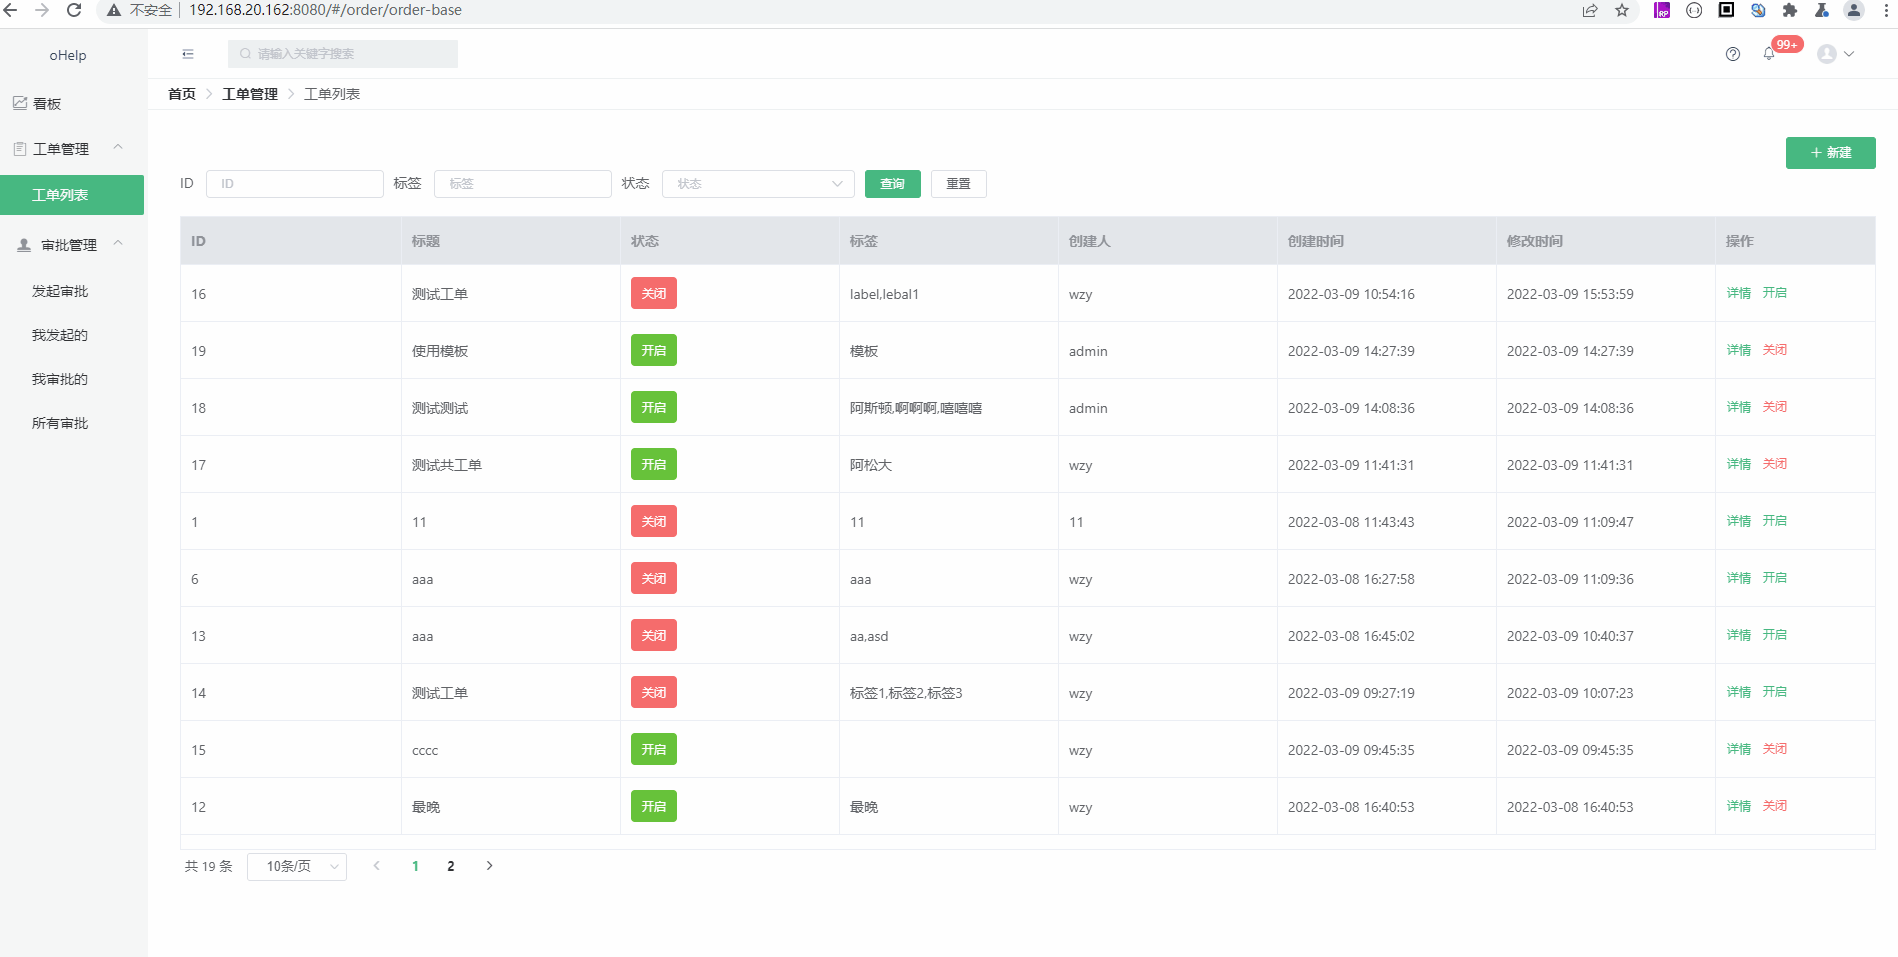 不安全 192.168.20.162:8080/#/order/order-base
oHelp
请输入关键字搜索
99+
首页 工单管理 工单列表
看板
工单管理
工单列表
审批管理
发起审批
我发起的
我审批的
所有审批
+ 新建
ID ID 标签 标签 状态 状态 查询 重置
ID 标题 状态 标签 创建人 创建时间 修改时间 操作
16 测试工单 关闭 label,lebal1 wzy 2022-03-09 10:54:16 2022-03-09 15:53:59 详情 开启
19 使用模板 开启 模板 admin 2022-03-09 14:27:39 2022-03-09 14:27:39 详情 关闭
18 测试测试 开启 阿斯顿,啊啊啊,嘻嘻嘻 admin 2022-03-09 14:08:36 2022-03-09 14:08:36 详情 关闭
17 测试共工单 开启 阿松大 wzy 2022-03-09 11:41:31 2022-03-09 11:41:31 详情 关闭
1 11 关闭 11 11 2022-03-08 11:43:43 2022-03-09 11:09:47 详情 开启
6 aaa 关闭 aaa wzy 2022-03-08 16:27:58 2022-03-09 11:09:36 详情 开启
13 aaa 关闭 aa,asd wzy 2022-03-08 16:45:02 2022-03-09 10:40:37 详情 开启
14 测试工单 关闭 标签1,标签2,标签3 wzy 2022-03-09 09:27:19 2022-03-09 10:07:23 详情 开启
15 cccc 开启 wzy 2022-03-09 09:45:35 2022-03-09 09:45:35 详情 关闭
12 最晚 开启 最晚 wzy 2022-03-08 16:40:53 2022-03-08 16:40:53 详情 关闭
共 19 条 10条/页 1 2